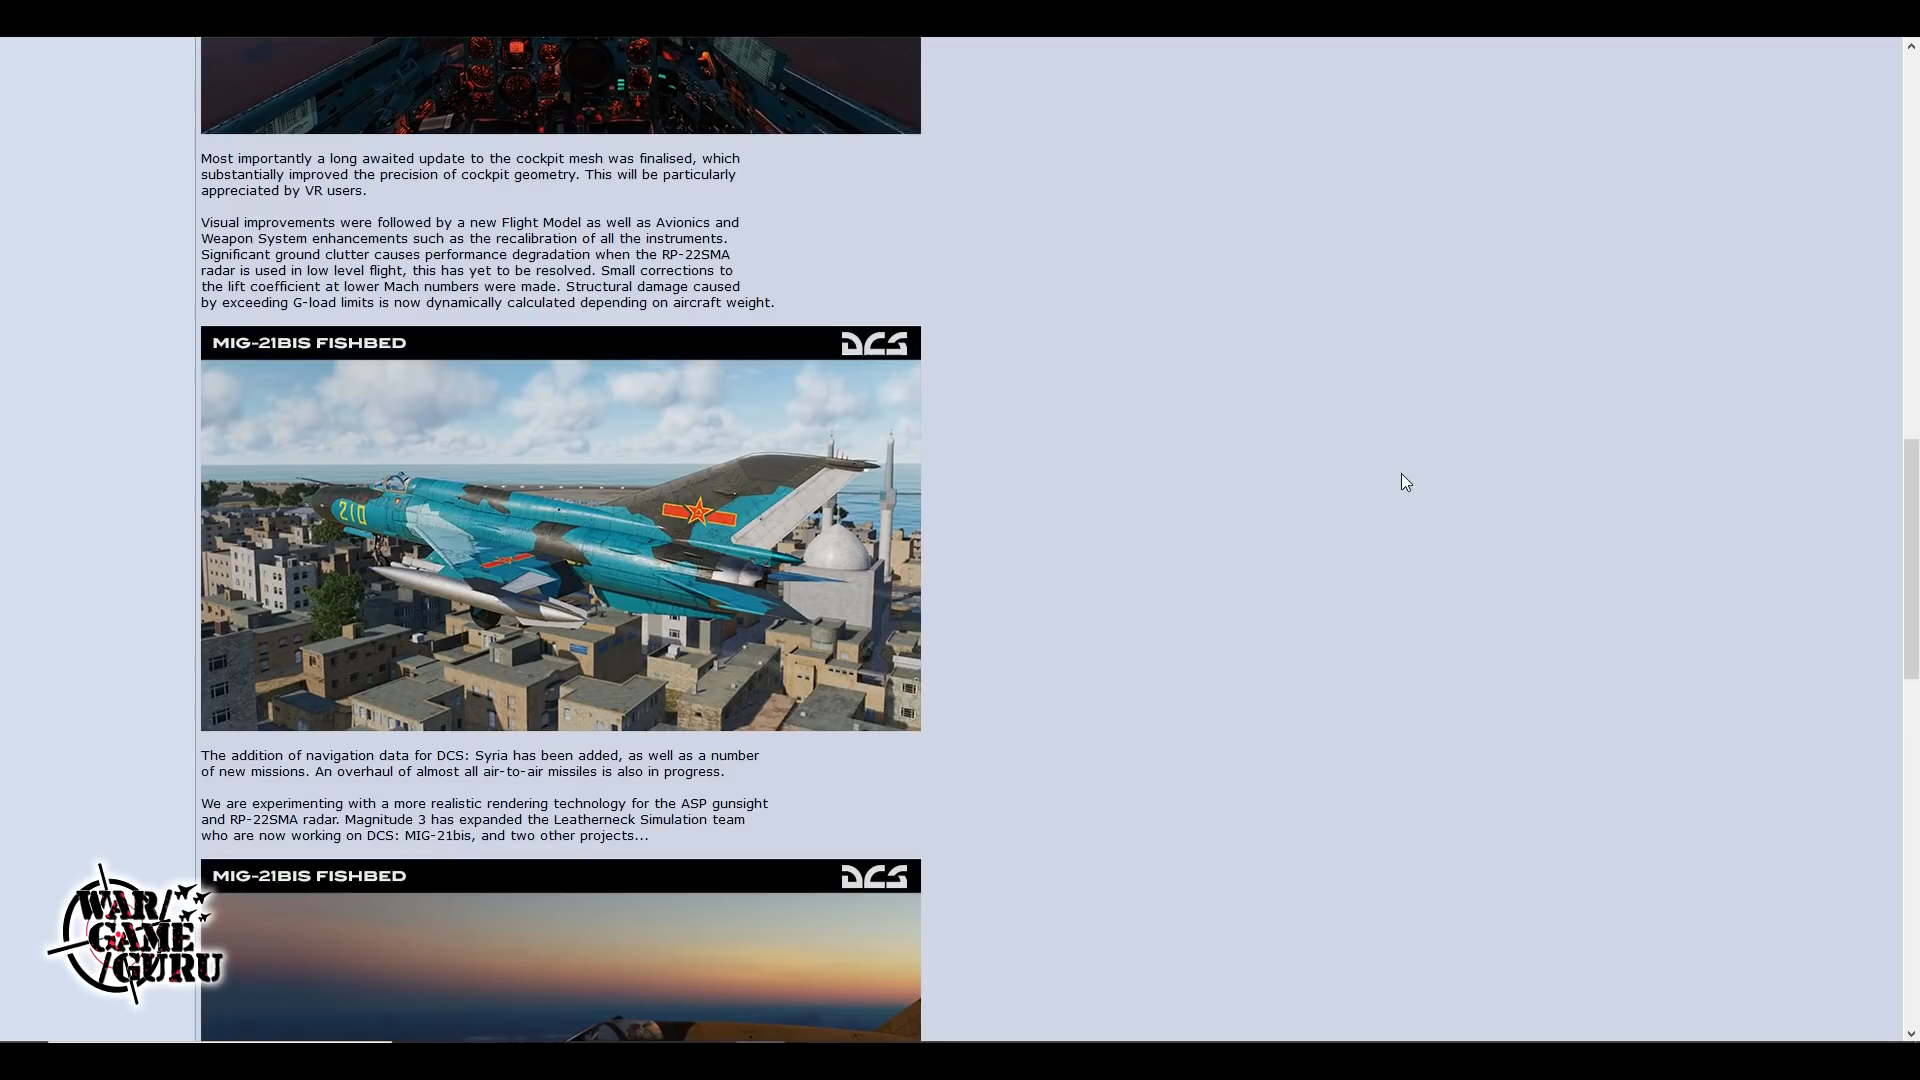 Most importantly a long awaited update to the cockpit mesh was finalised, which
substantially improved the precision of cockpit geometry. This will be particularly
appreciated by VR users.
Visual improvements were followed by a new Flight Model as well as Avionics and
Weapon System enhancements such as the recalibration of all the instruments.
Significant ground clutter causes performance degradation when the RP-22SMA
radar is used in low level flight, this has yet to be resolved. Small corrections to
the lift coefficient at lower Mach numbers were made. Structural damage caused
by exceeding G-load limits is now dynamically calculated depending on aircraft weight.
MIG-21BIS FISHBED DCS
210
The addition of navigation data for DCS: Syria has been added, as well as a number
of new missions. An overhaul of almost all air-to-air missiles is also in progress.
We are experimenting with a more realistic rendering technology for the ASP gunsight
and RP-22SMA radar. Magnitude 3 has expanded the Leatherneck Simulation team
who are now working on DCS: MIG-21bis, and two other projects...
MIG-21BIS FISHBED DCS
WAR/
GAME
/GURU